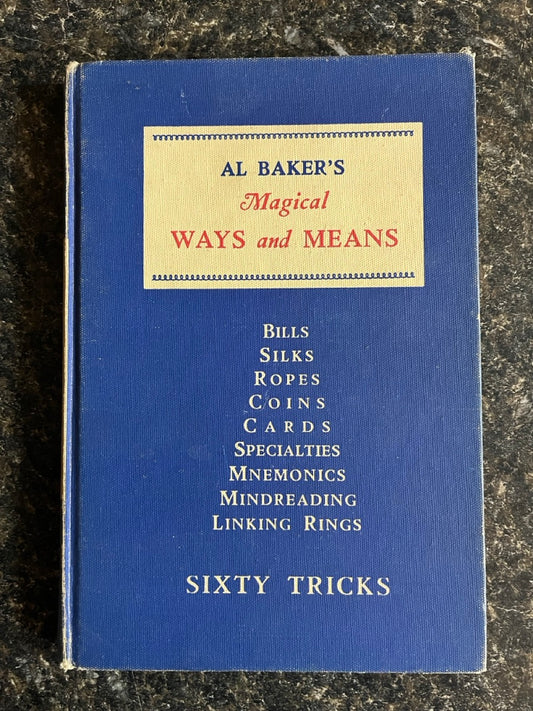 AL BAKER'S
Magical
WAYS and MEANS
BILLS
SILKS
ROPES
COINS
CARDS
SPECIALTIES
MNEMONICS
MINDREADING
LINKING RINGS
SIXTY TRICKS